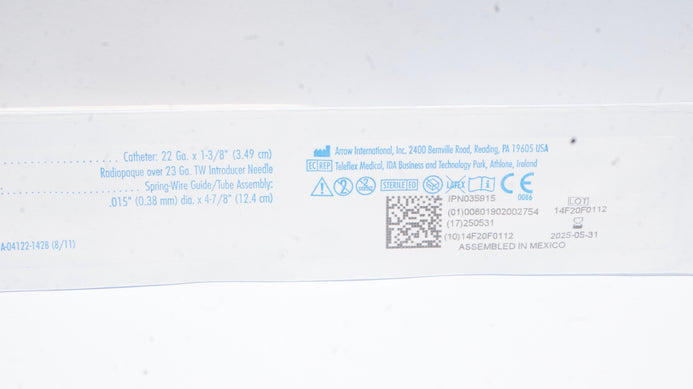 Catheter: 22 Ga. x 1-3/8" (3.49 cm)
Radiopaque over 23 Ga. TW Introducer Needle
Spring-Wire Guide/Tube Assembly:
.015" (0.38 mm) dia. x 4-7/8" (12.4 cm)
A-04122-142B (8/11)
Arrow International, Inc. 2400 Bernville Road, Reading, PA 19605 USA
EC REP Teleflex Medical, IDA Business and Technology Park, Athlone, Ireland
STERILE EO LATEX CE
0086
IPN035915
(01)00801902002754
(17)250531
(10)14F20F0112
ASSEMBLED IN MEXICO
LOT
14F20F0112
2025-05-31